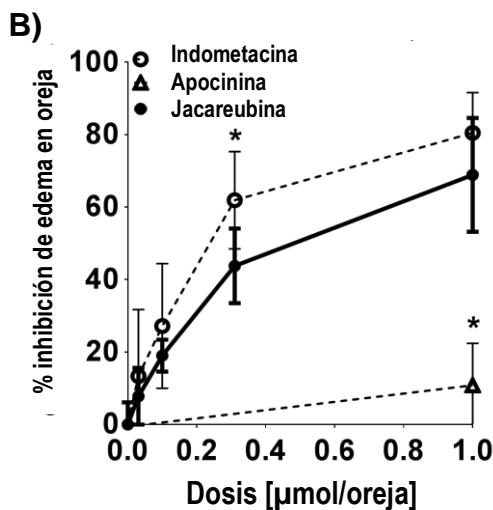 B)
Indometacina
Apocinina
Jacareubina
% inhibición de edema en oreja
100
80
60
40
20
0
*
*
0.0 0.2 0.4 0.6 0.8 1.0
Dosis [µmol/oreja]